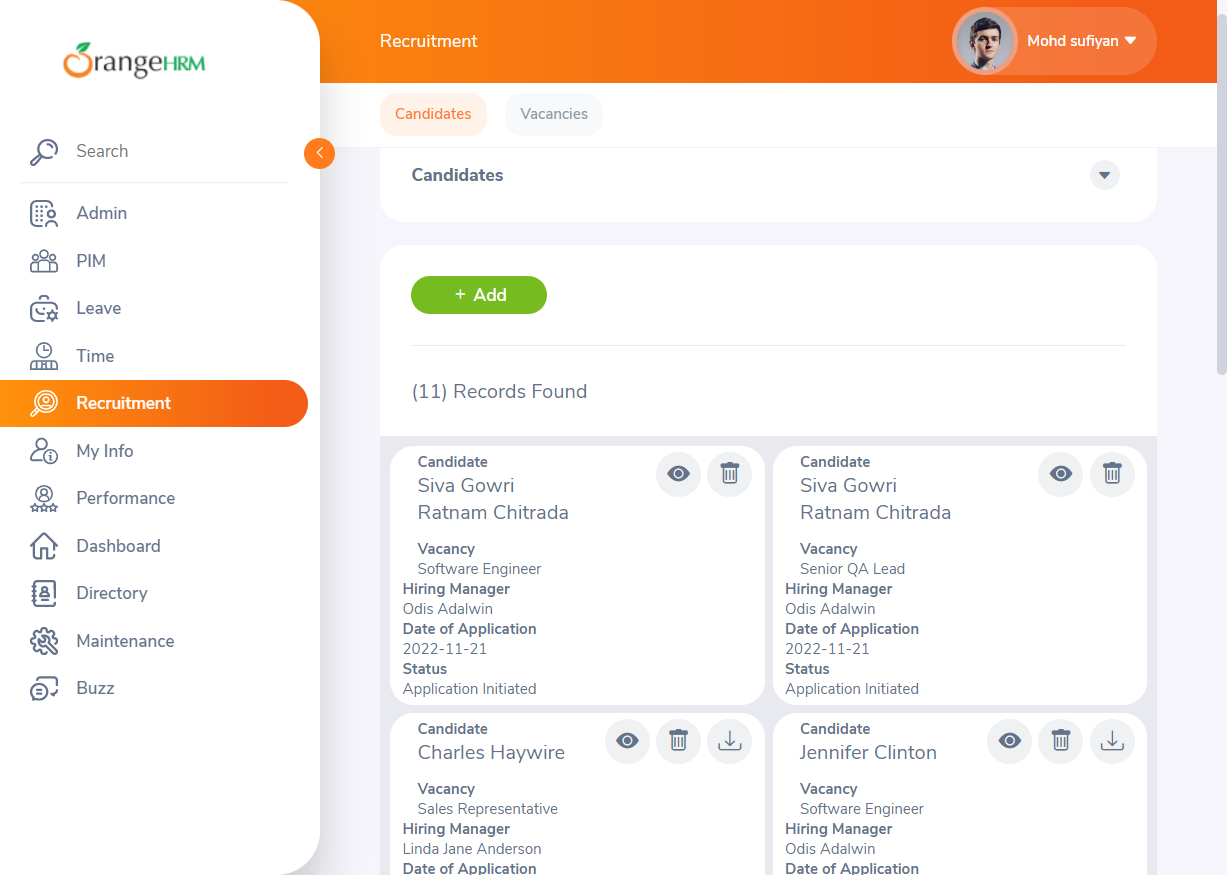 OrangeHRM
Recruitment
Mohd sufiyan
Candidates
Vacancies
Search
Admin
PIM
Leave
Time
Recruitment
My Info
Performance
Dashboard
Directory
Maintenance
Buzz
Candidates
+ Add
(11) Records Found
Candidate
Siva Gowri
Ratnam Chitrada
Vacancy
Software Engineer
Hiring Manager
Odis Adalwin
Date of Application
2022-11-21
Status
Application Initiated
Candidate
Siva Gowri
Ratnam Chitrada
Vacancy
Senior QA Lead
Hiring Manager
Odis Adalwin
Date of Application
2022-11-21
Status
Application Initiated
Candidate
Charles Haywire
Vacancy
Sales Representative
Hiring Manager
Linda Jane Anderson
Date of Application
Candidate
Jennifer Clinton
Vacancy
Software Engineer
Hiring Manager
Odis Adalwin
Date of Application